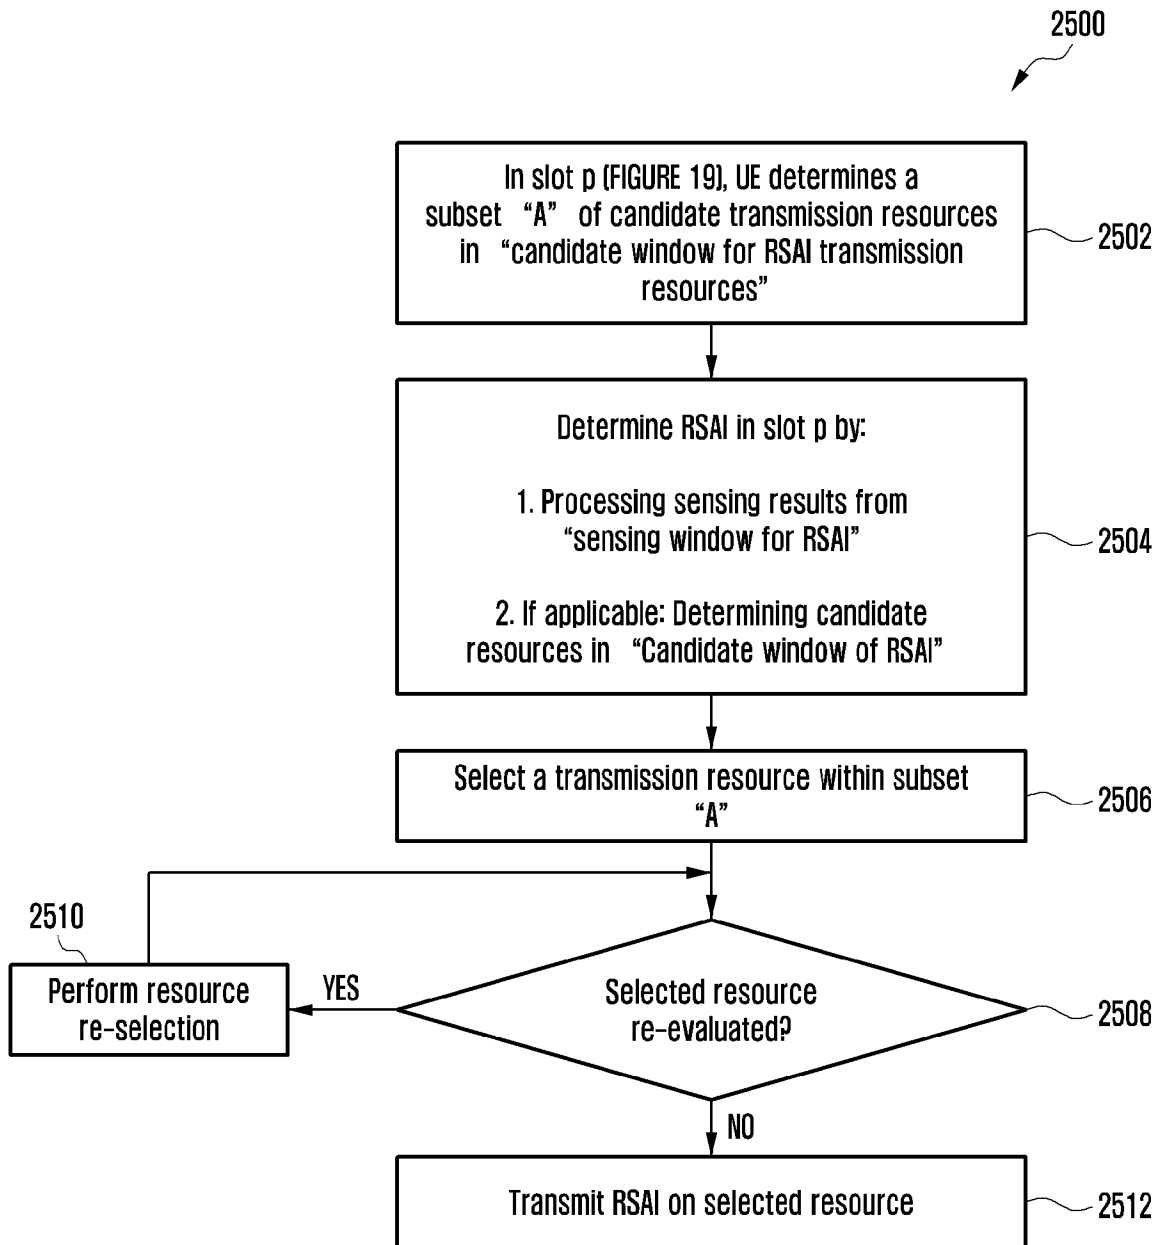 2500
In slot p (FIGURE 19), UE determines a
subset “A” of candidate transmission resources
in “candidate window for RSAI transmission
resources”
2502
Determine RSAI in slot p by:
1. Processing sensing results from
“sensing window for RSAI”
2. If applicable: Determining candidate
resources in “Candidate window of RSAI”
2504
Select a transmission resource within subset
“A”
2506
2510
Perform resource
re-selection
YES
Selected resource
re-evaluated?
2508
NO
Transmit RSAI on selected resource
2512